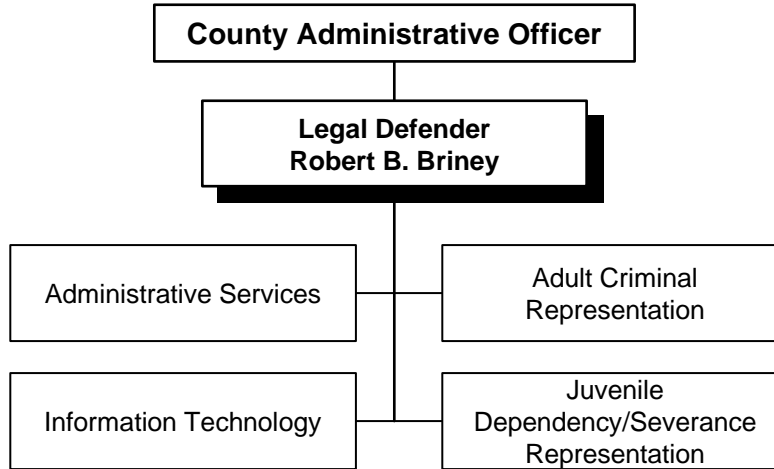 County Administrative Officer
Legal Defender
Robert B. Briney
Administrative Services
Adult Criminal
Representation
Information Technology
Juvenile
Dependency/Severance
Representation